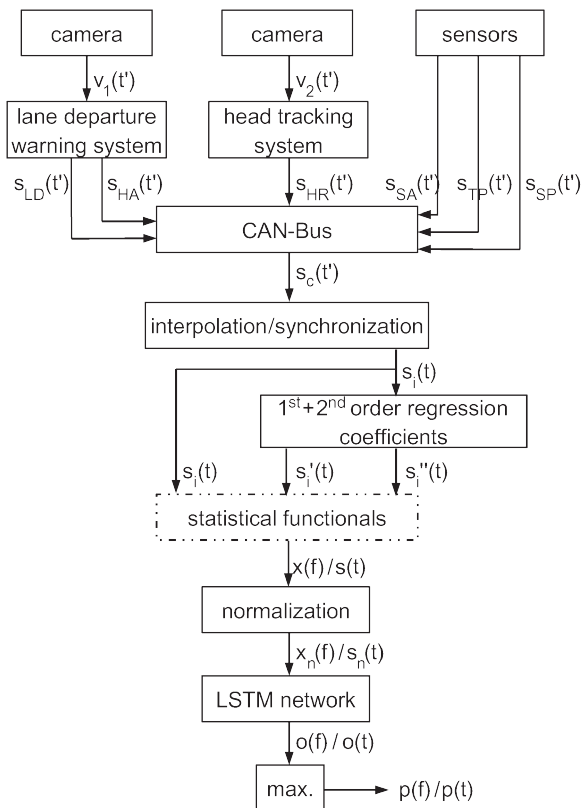 camera camera sensors
v1(t') v2(t')
lane departure
warning system
head tracking
system
sLD(t') sHA(t') sHR(t') sSA(t') sTP(t') sSP(t')
CAN-Bus
sc(t')
interpolation/synchronization
si(t)
1st+2nd order regression
coefficients
si(t) si'(t) si''(t)
statistical functionals
x(f)/s(t)
normalization
xn(f)/sn(t)
LSTM network
o(f)/o(t)
max. p(f)/p(t)